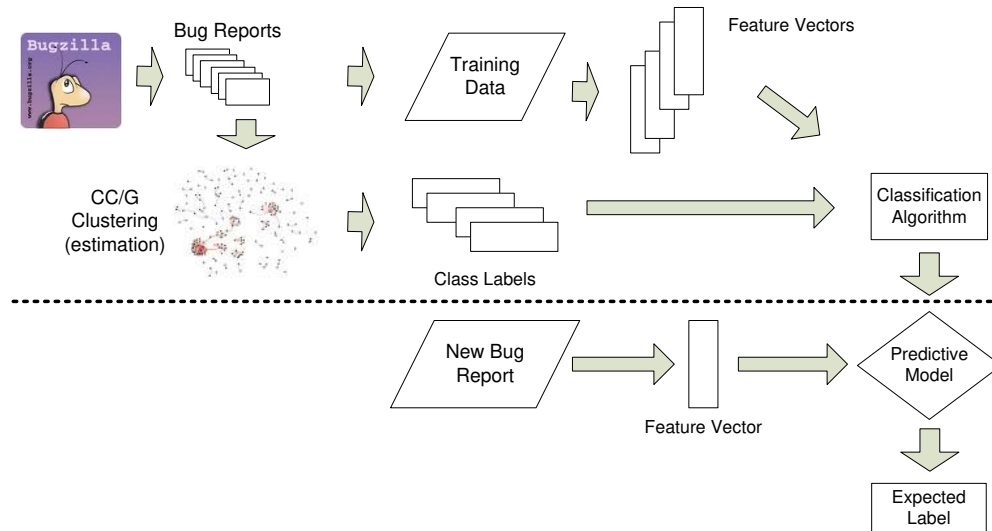 Bug Reports
Feature Vectors
Bugzilla
www.bugzilla.org
Training
Data
CC/G
Clustering
(estimation)
Classification
Algorithm
Class Labels
New Bug
Report
Predictive
Model
Feature Vector
Expected
Label